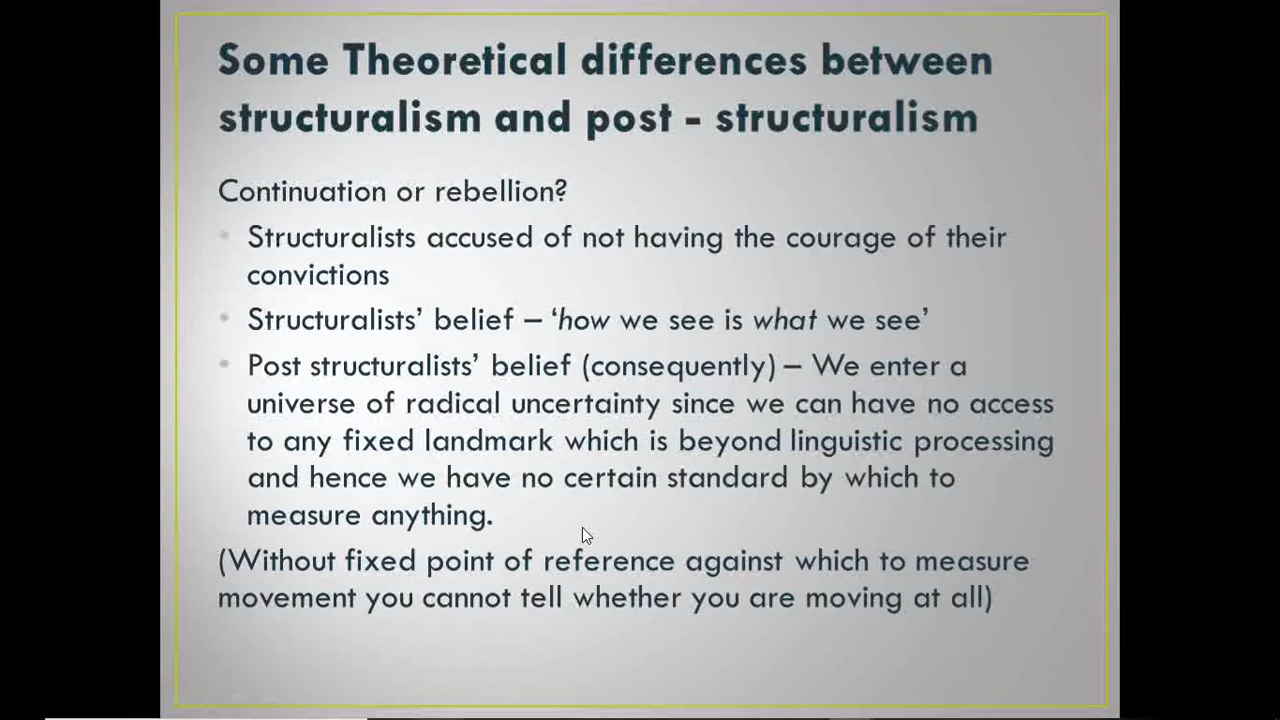 Some Theoretical differences between
structuralism and post - structuralism
Continuation or rebellion?
• Structuralists accused of not having the courage of their
convictions
• Structuralists’ belief – ‘how we see is what we see’
• Post structuralists’ belief (consequently) – We enter a
universe of radical uncertainty since we can have no access
to any fixed landmark which is beyond linguistic processing
and hence we have no certain standard by which to
measure anything.
(Without fixed point of reference against which to measure
movement you cannot tell whether you are moving at all)